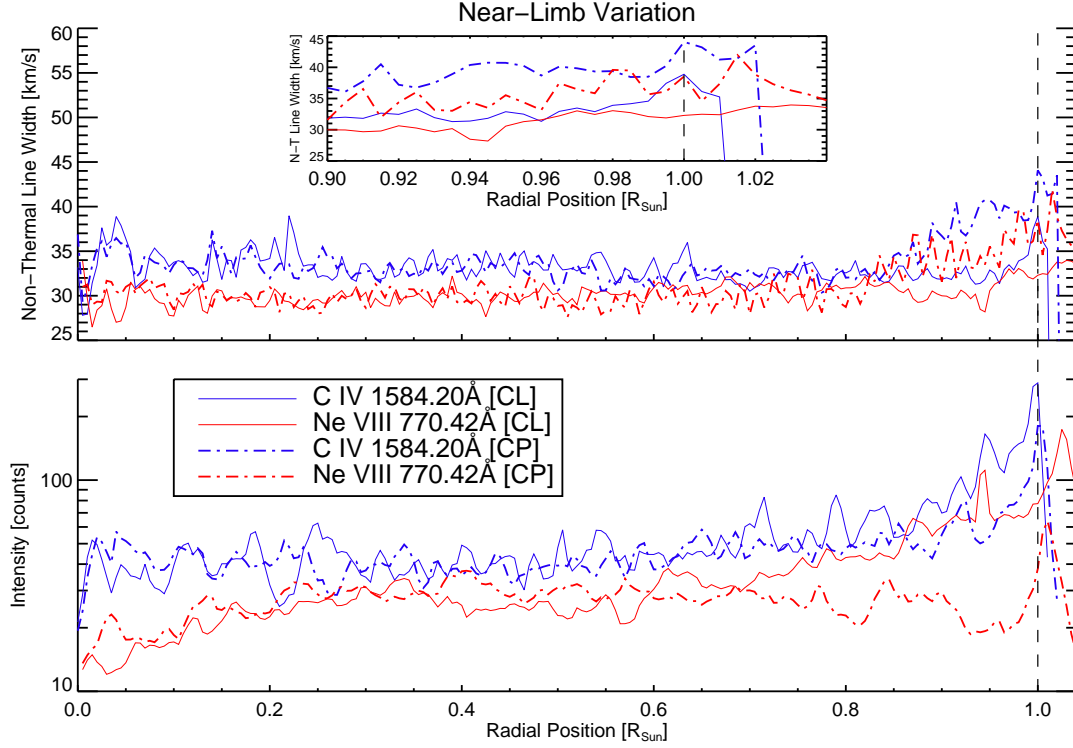 Near-Limb Variation
Non-Thermal Line Width [km/s]
60
55
50
45
40
35
30
25
N-T Line Width [km/s]
45
40
35
30
25
0.90 0.92 0.94 0.96 0.98 1.00 1.02
Radial Position [RSun]
Intensity [counts]
100
10
C IV 1584.20Å [CL]
Ne VIII 770.42Å [CL]
C IV 1584.20Å [CP]
Ne VIII 770.42Å [CP]
0.0 0.2 0.4 0.6 0.8 1.0
Radial Position [RSun]